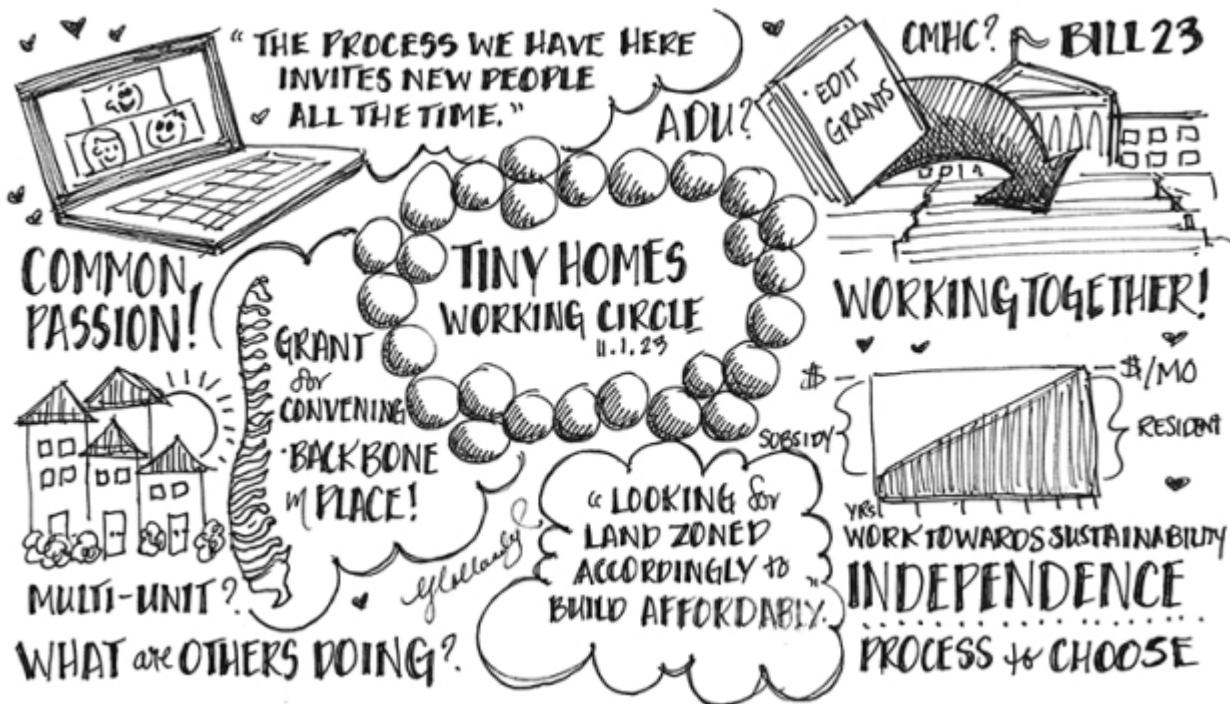 "THE PROCESS WE HAVE HERE
INVITES NEW PEOPLE
ALL THE TIME."
ADU?
EDIT
GRANTS
CMHC?
BILL 23
COMMON
PASSION!
TINY HOMES
WORKING CIRCLE
11.1.23
WORKING TOGETHER!
GRANT
for
CONVENING
·BACKBONE
in PLACE!
$
$/MO
SUBSIDY
RESIDENT
YRS
"LOOKING for
LAND ZONED
ACCORDINGLY to
BUILD AFFORDABLY."
WORK TOWARDS SUSTAINABILITY
INDEPENDENCE
PROCESS to CHOOSE
MULTI-UNIT?
WHAT are OTHERS DOING?